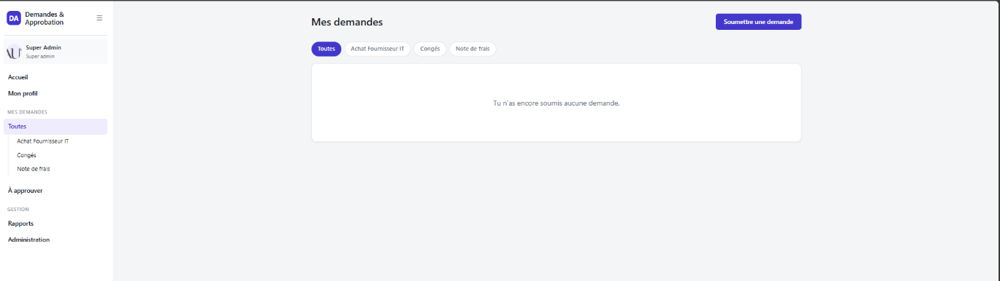 DA
Demandes &
Approbation
☰
Super Admin
Super admin
Accueil
Mon profil
MES DEMANDES
Toutes
Achat Fournisseur IT
Congés
Note de frais
À approuver
GESTION
Rapports
Administration
Mes demandes
Soumettre une demande
Toutes
Achat Fournisseur IT
Congés
Note de frais
Tu n'as encore soumis aucune demande.